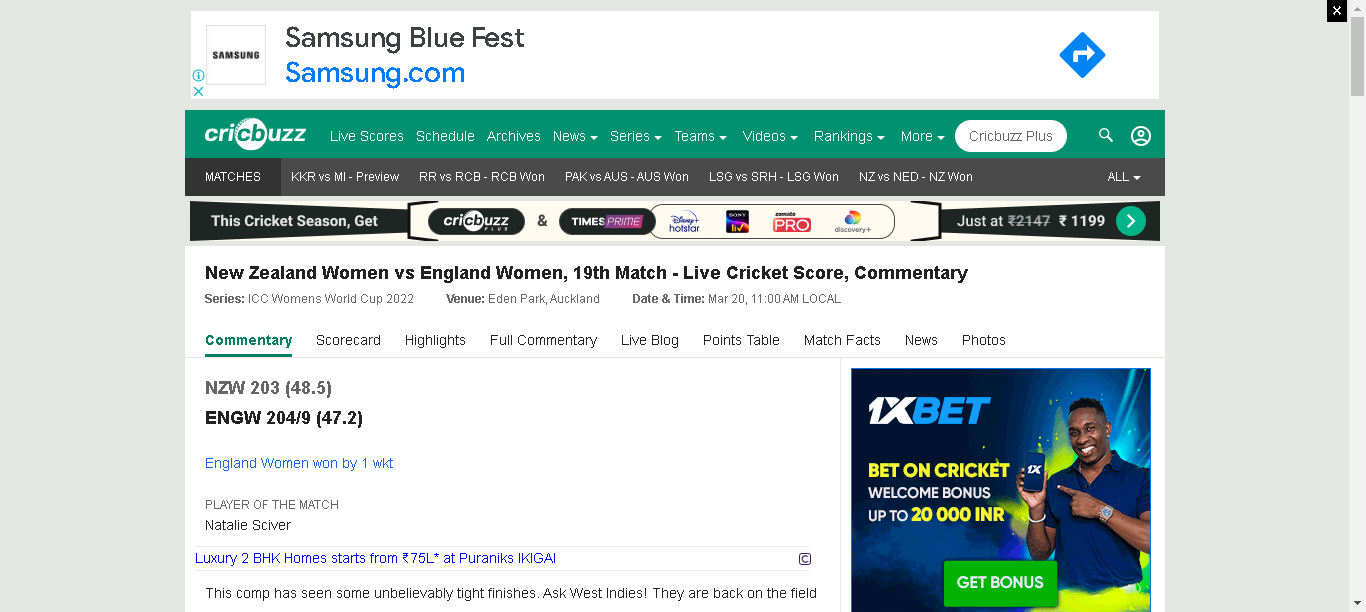 SAMSUNG
Samsung Blue Fest
Samsung.com
cricbuzz Live Scores Schedule Archives News Series Teams Videos Rankings More Cricbuzz Plus
MATCHES KKR vs MI - Preview RR vs RCB - RCB Won PAK vs AUS - AUS Won LSG vs SRH - LSG Won NZ vs NED - NZ Won ALL
This Cricket Season, Get cricbuzz PLUS & TIMES PRIME Disney+ hotstar SONY liv zomato PRO discovery+ Just at ₹2147 ₹ 1199
New Zealand Women vs England Women, 19th Match - Live Cricket Score, Commentary
Series: ICC Womens World Cup 2022 Venue: Eden Park, Auckland Date & Time: Mar 20, 11:00 AM LOCAL
Commentary Scorecard Highlights Full Commentary Live Blog Points Table Match Facts News Photos
NZW 203 (48.5)
ENGW 204/9 (47.2)
England Women won by 1 wkt
PLAYER OF THE MATCH
Natalie Sciver
Luxury 2 BHK Homes starts from ₹75L* at Puraniks IKIGAI
This comp has seen some unbelievably tight finishes. Ask West Indies! They are back on the field
1XBET
BET ON CRICKET
WELCOME BONUS
UP TO 20 000 INR
1X
GET BONUS